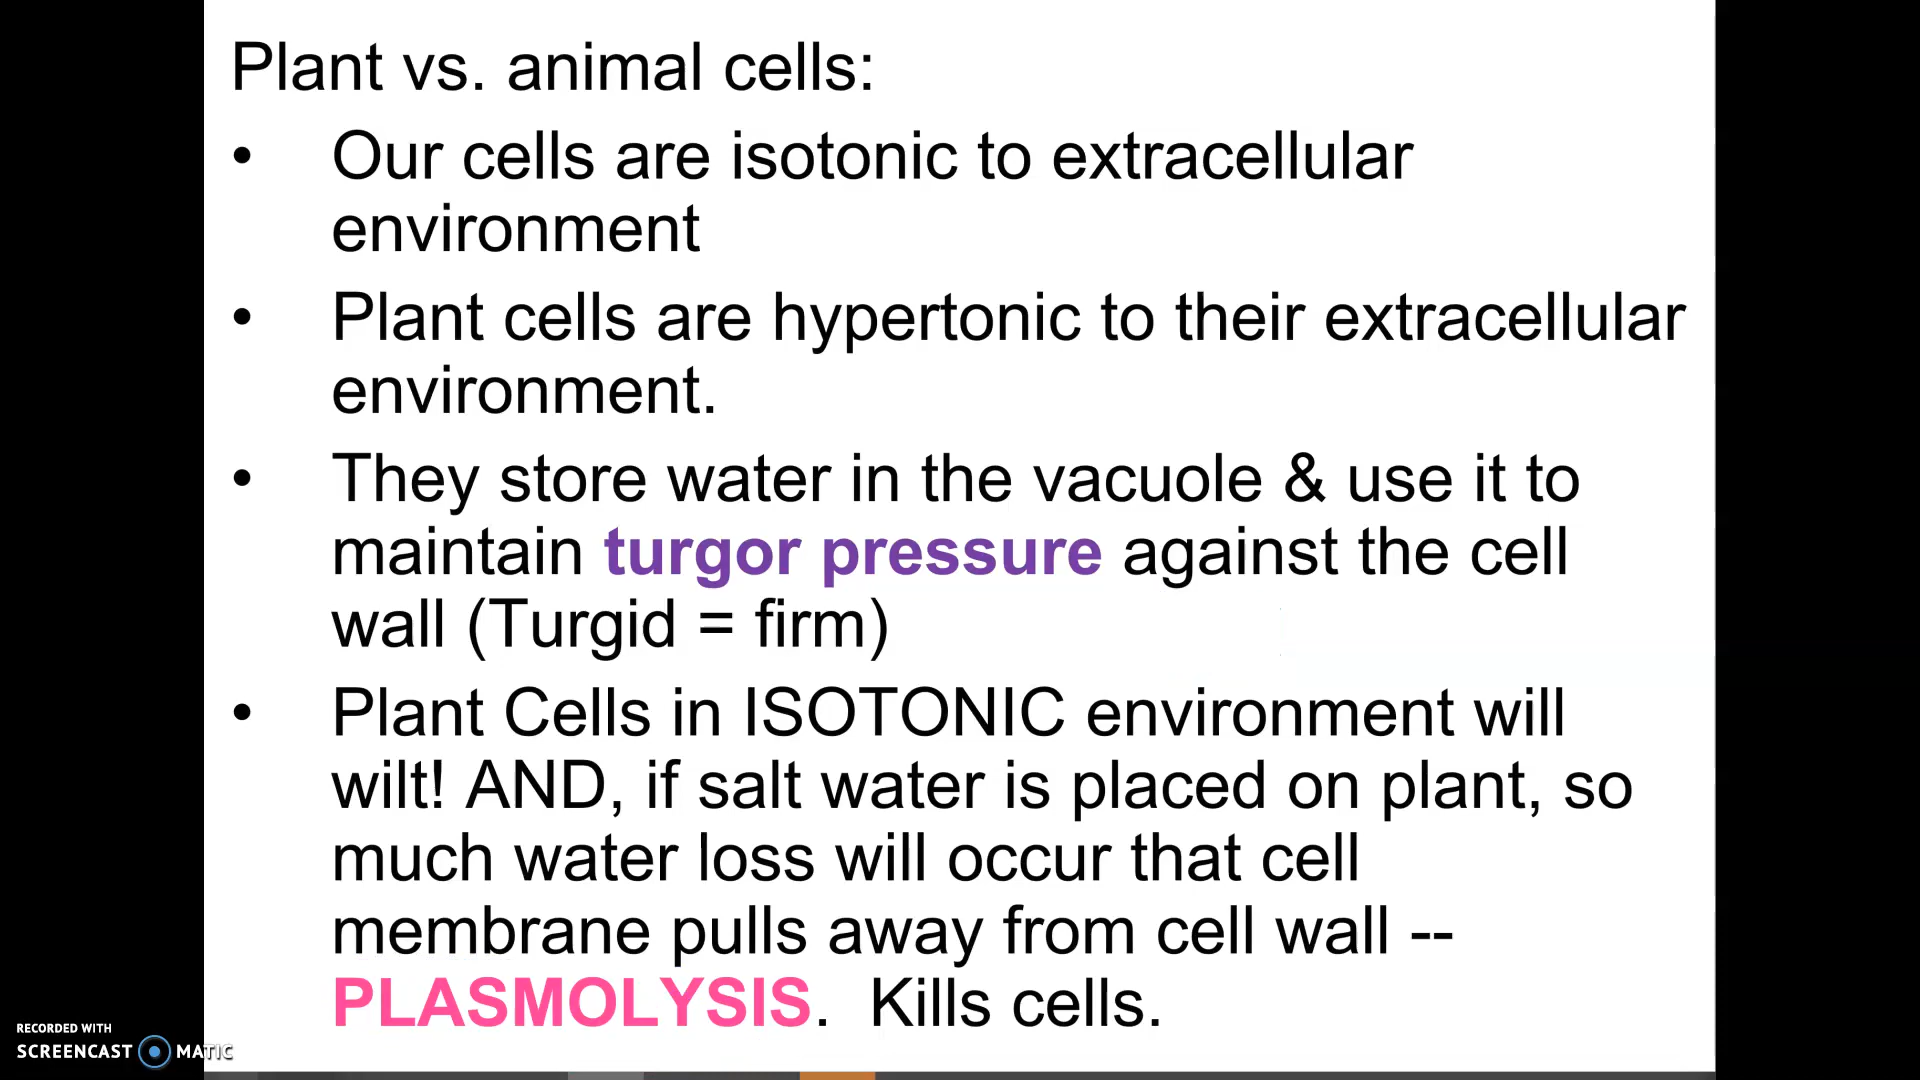 Plant vs. animal cells:
• Our cells are isotonic to extracellular
environment
• Plant cells are hypertonic to their extracellular
environment.
• They store water in the vacuole & use it to
maintain turgor pressure against the cell
wall (Turgid = firm)
• Plant Cells in ISOTONIC environment will
wilt! AND, if salt water is placed on plant, so
much water loss will occur that cell
membrane pulls away from cell wall --
PLASMOLYSIS. Kills cells.
RECORDED WITH
SCREENCAST MATIC